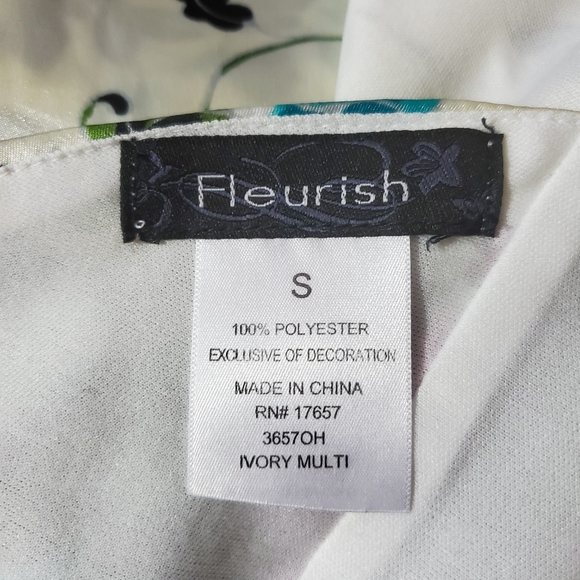 Fleurish
S
100% POLYESTER
EXCLUSIVE OF DECORATION
MADE IN CHINA
RN# 17657
3657OH
IVORY MULTI